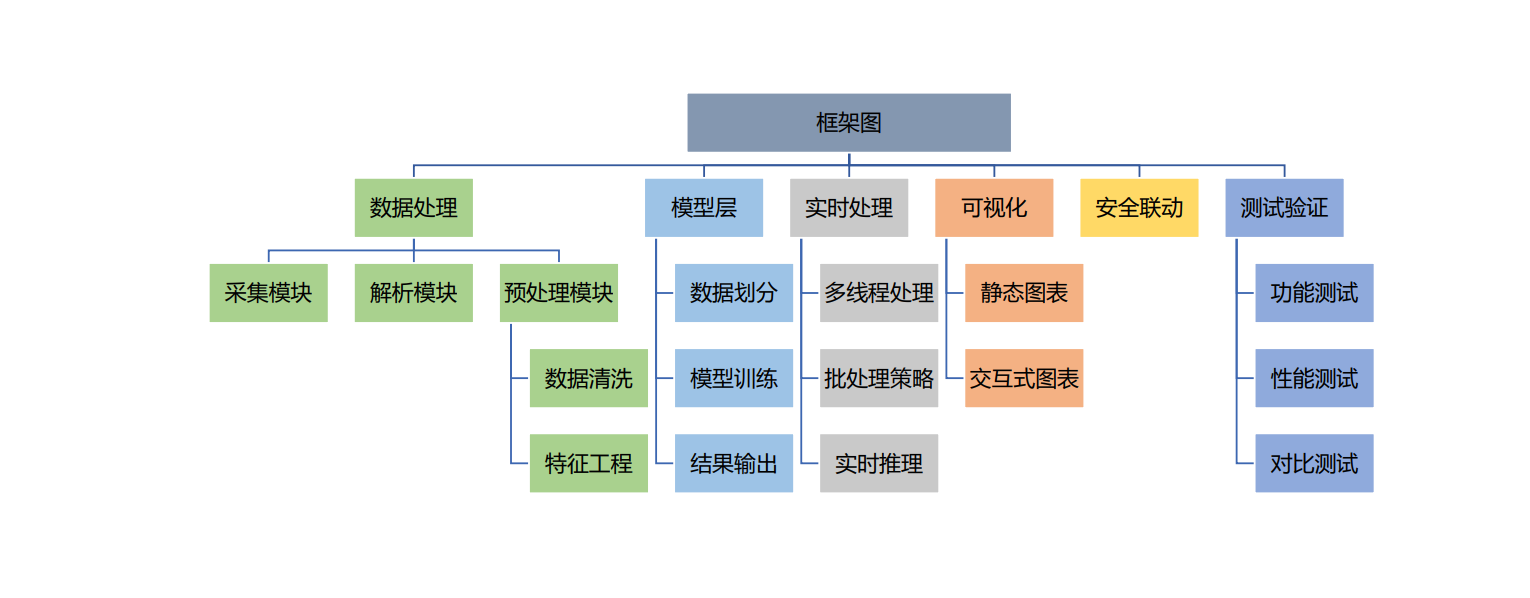 框架图
数据处理
模型层
实时处理
可视化
安全联动
测试验证
采集模块
解析模块
预处理模块
数据划分
多线程处理
静态图表
功能测试
数据清洗
模型训练
批处理策略
交互式图表
性能测试
特征工程
结果输出
实时推理
对比测试